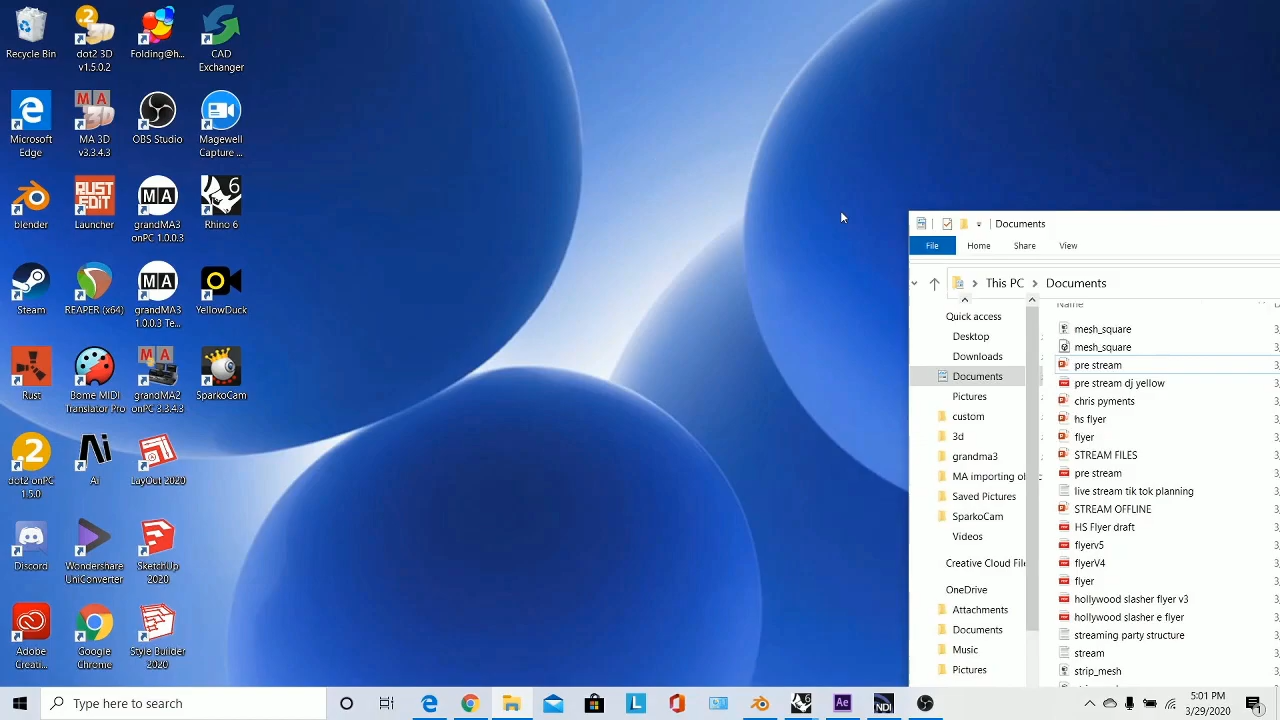 Recycle Bin
dot2 3D v1.5.0.2
Folding@h...
CAD Exchanger
Microsoft Edge
MA 3D v3.3.4.3
OBS Studio
Magewell Capture ...
blender
RUST EDIT
Launcher
MA
grandMA3 onPC 1.0.0.3
6
Rhino 6
Steam
REAPER (x64)
MA
grandMA3 1.0.0.3 Te...
YellowDuck
Rust
Bome MIDI Translator Pro
grandMA2 onPC 3.3.4.3
SparkoCam
dot2 onPC 1.5.0
Ai
LayOut 2020
Discord
Wondershare UniConverter
SketchUp 2020
Adobe Creati...
Google Chrome
Style Builder 2020
Documents
File Home Share View
This PC > Documents
Name
Quick access
Desktop
Downloads
Documents
Pictures
custom
3d
grandma3
MA importing ob
Saved Pictures
SparkoCam
Videos
Creative Cloud Fil
OneDrive
Attachments
Documents
Music
Pictures
mesh_square
mesh_square
pre stream
pre stream dj yellow
chris pyments
hs flyer
flyer
STREAM FILES
pre stream
live stream tik tok planning
STREAM OFFLINE
HS Flyer draft
flyerv5
flyerV4
flyer
hollywood slasher flyer v3
hollywood slasher e flyer
streaming party structure
stream
strip_mesh
Type here to search
L
Ae
NDI
5:01 PM
3/29/2020
1